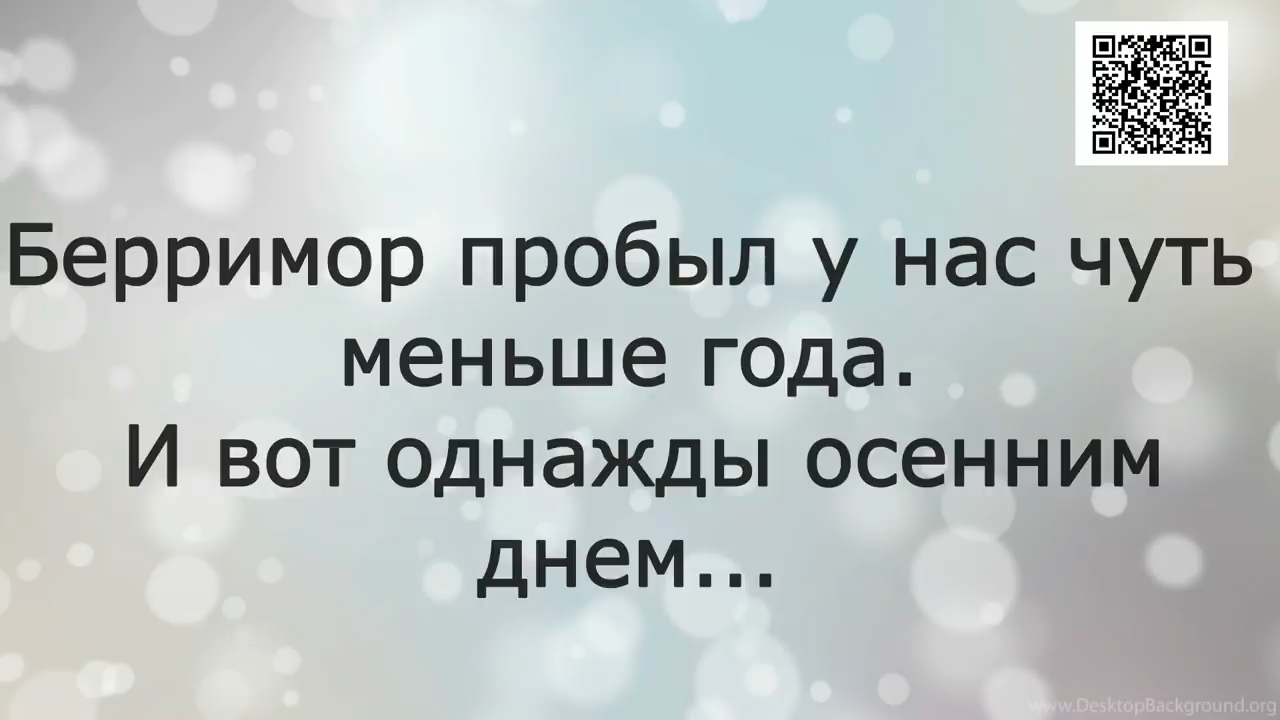 Берримор пробыл у нас чуть
меньше года.
И вот однажды осенним
днем...
www.DesktopBackground.org